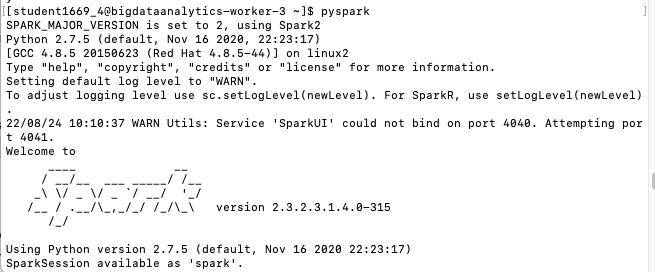 [[student1669_4@bigdataanalytics-worker-3 ~]$ pyspark ]
SPARK_MAJOR_VERSION is set to 2, using Spark2
Python 2.7.5 (default, Nov 16 2020, 22:23:17)
[GCC 4.8.5 20150623 (Red Hat 4.8.5-44)] on linux2
Type "help", "copyright", "credits" or "license" for more information.
Setting default log level to "WARN".
To adjust logging level use sc.setLogLevel(newLevel). For SparkR, use setLogLevel(newLevel)
.
22/08/24 10:10:37 WARN Utils: Service 'SparkUI' could not bind on port 4040. Attempting por
t 4041.
Welcome to
      ____              __
     / __/__  ___ _____/ /__
    _\ \/ _ \/ _ `/ __/  '_/
   /__ / .__/\_,_/_/ /_/\_\   version 2.3.2.3.1.4.0-315
      /_/
Using Python version 2.7.5 (default, Nov 16 2020 22:23:17)
SparkSession available as 'spark'.